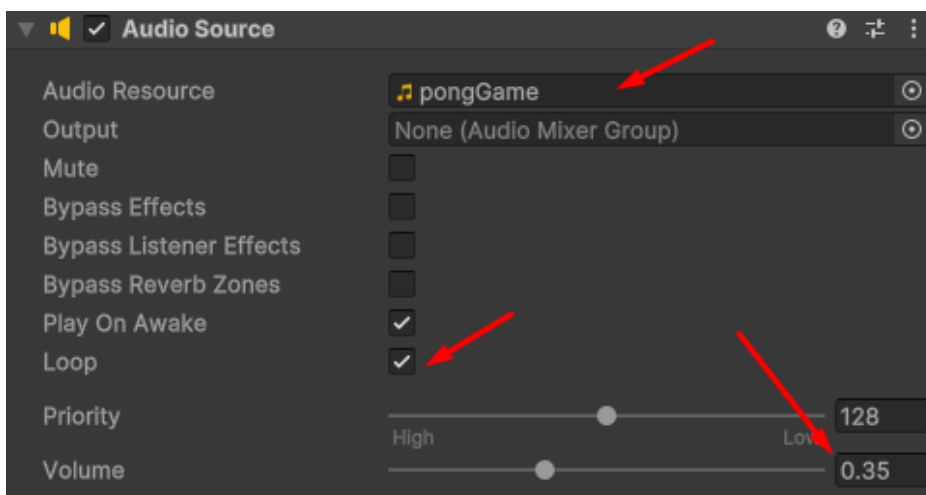 Audio Source
Audio Resource pongGame
Output None (Audio Mixer Group)
Mute
Bypass Effects
Bypass Listener Effects
Bypass Reverb Zones
Play On Awake
Loop
Priority 128
High Low
Volume 0.35